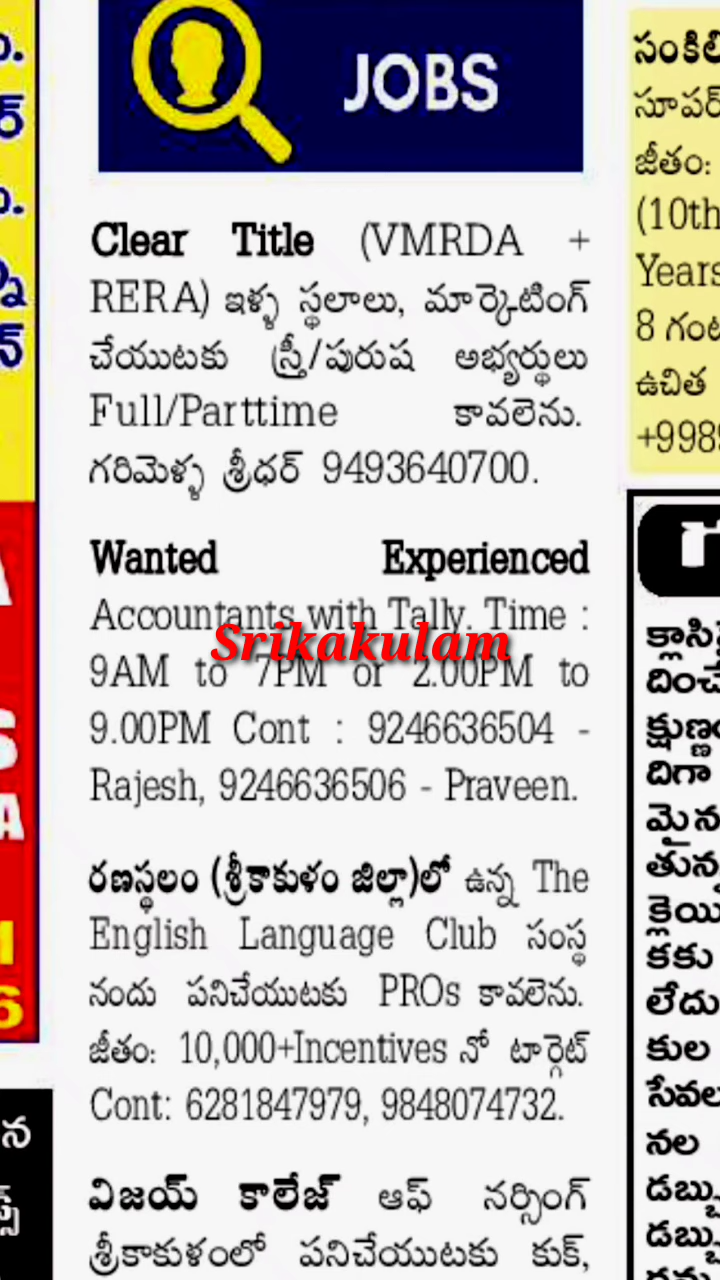 JOBS
Clear Title (VMRDA +
RERA) ఇళ్ళ స్థలాలు, మార్కెటింగ్
చేయుటకు స్త్రీ/పురుష అభ్యర్థులు
Full/Parttime కావలెను.
గరిమెళ్ళ శ్రీధర్ 9493640700.
Wanted Experienced
Accountants with Tally. Time :
Srikakulam
9AM to 7PM or 2.00PM to
9.00PM Cont : 9246636504 -
Rajesh, 9246636506 - Praveen.
రణస్థలం (శ్రీకాకుళం జిల్లా)లో ఉన్న The
English Language Club సంస్థ
నందు పనిచేయుటకు PROs కావలెను.
జీతం: 10,000+Incentives నో టార్గెట్
Cont: 6281847979, 9848074732.
విజయ్ కాలేజ్ ఆఫ్ నర్సింగ్
శ్రీకాకుళంలో పనిచేయుటకు కుక్,
జీతం:
(10th
Years
ఉచిత
దిగా
కకు
లేదు
కుల
నల